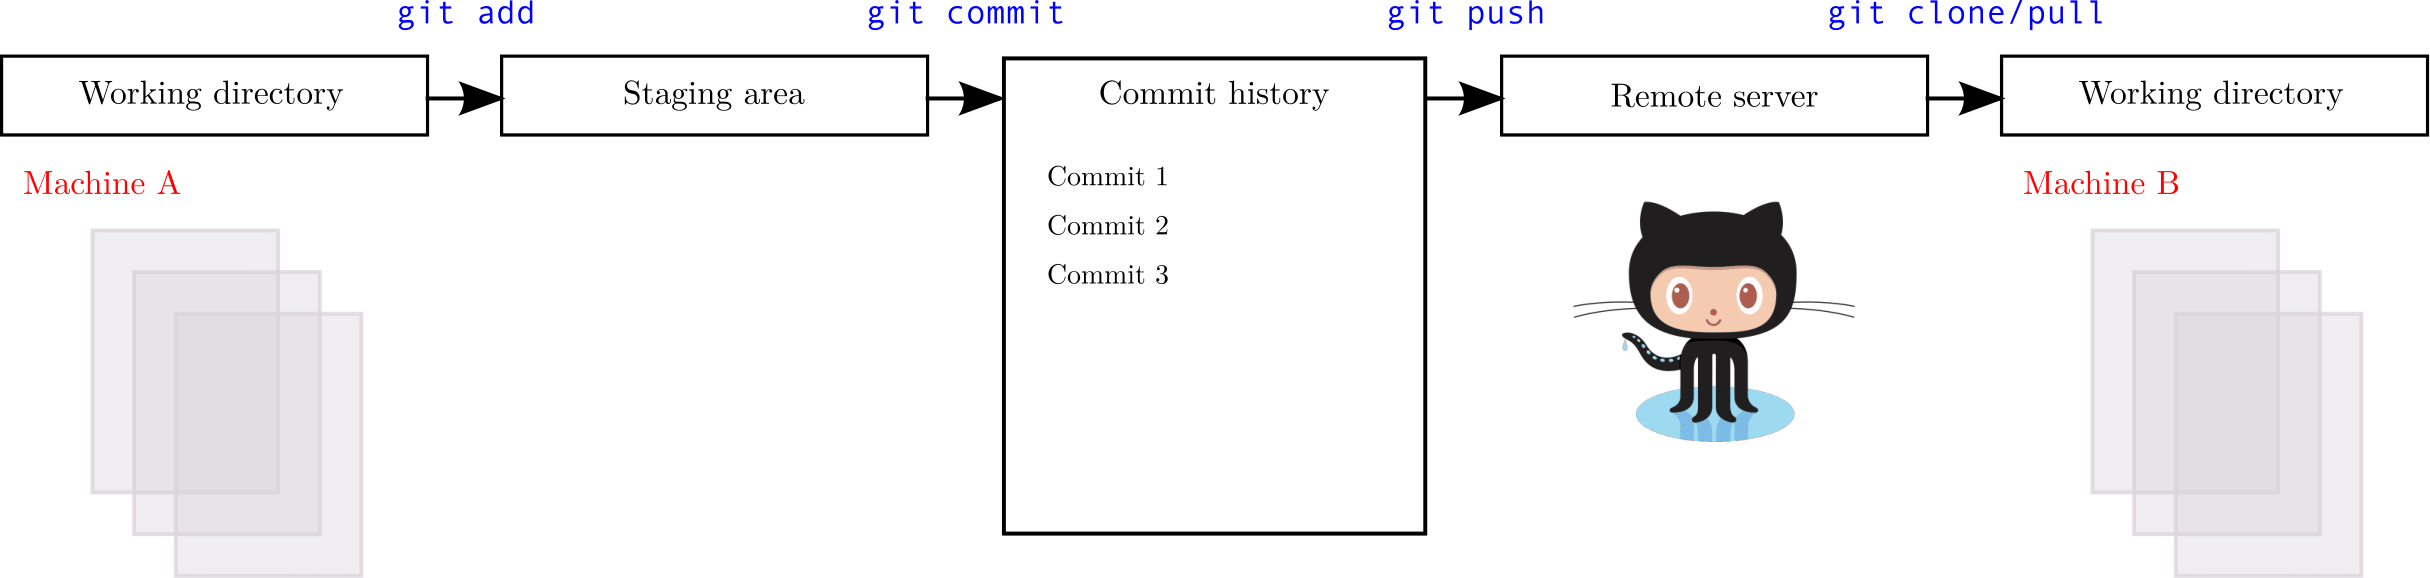 git add
git commit
git push
git clone/pull
Working directory
Staging area
Commit history
Remote server
Working directory
Machine A
Commit 1
Commit 2
Commit 3
Machine B